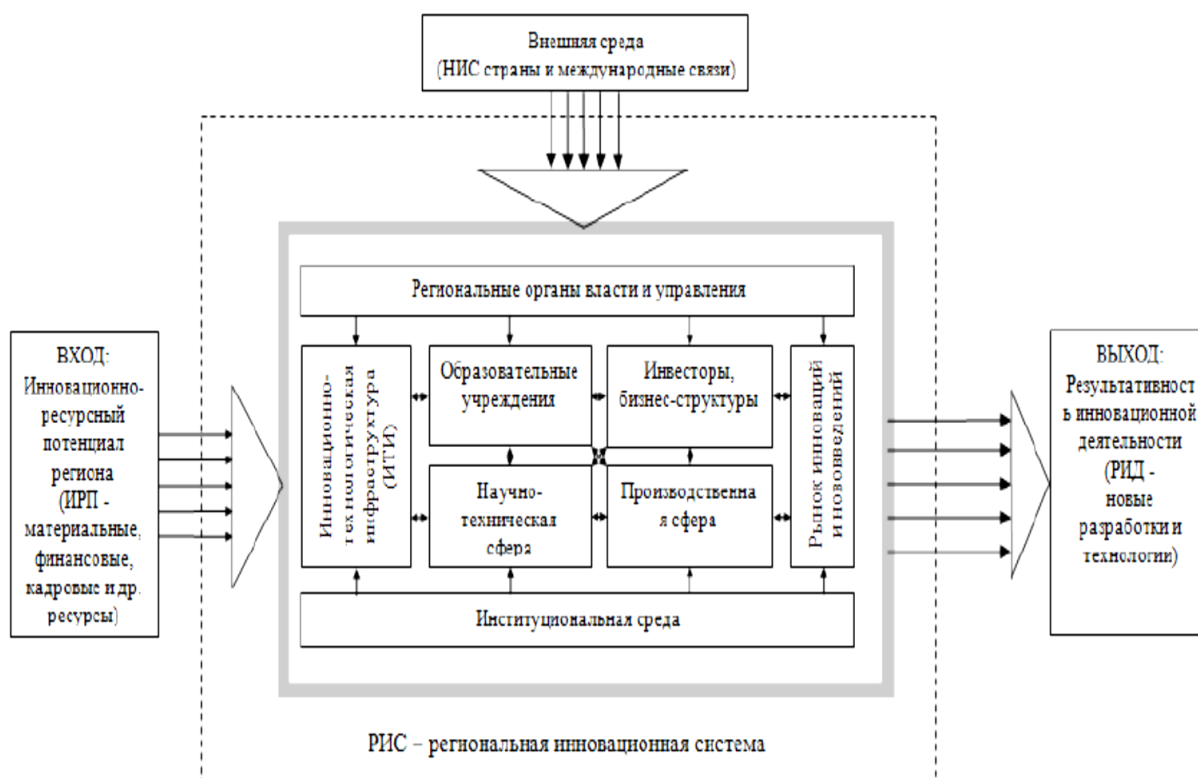 Внешняя среда
(НИС страны и международные связи)
Региональные органы власти и управления
ВХОД:
Инновационно-
ресурсный
потенциал
региона
(ИРП -
материальные,
финансовые,
кадровые и др.
ресурсы)
Инновационно-
технологическая
инфраструктура
(ИТИ)
Образовательные
учреждения
Инвесторы,
бизнес-структуры
Научно-
техническая
сфера
Производственна
я сфера
Рынок инноваций
и нововведений
Институциональная среда
ВЫХОД:
Результативност
ь инновационной
деятельности
(РИД -
новые
разработки и
технологии)
РИС – региональная инновационная система